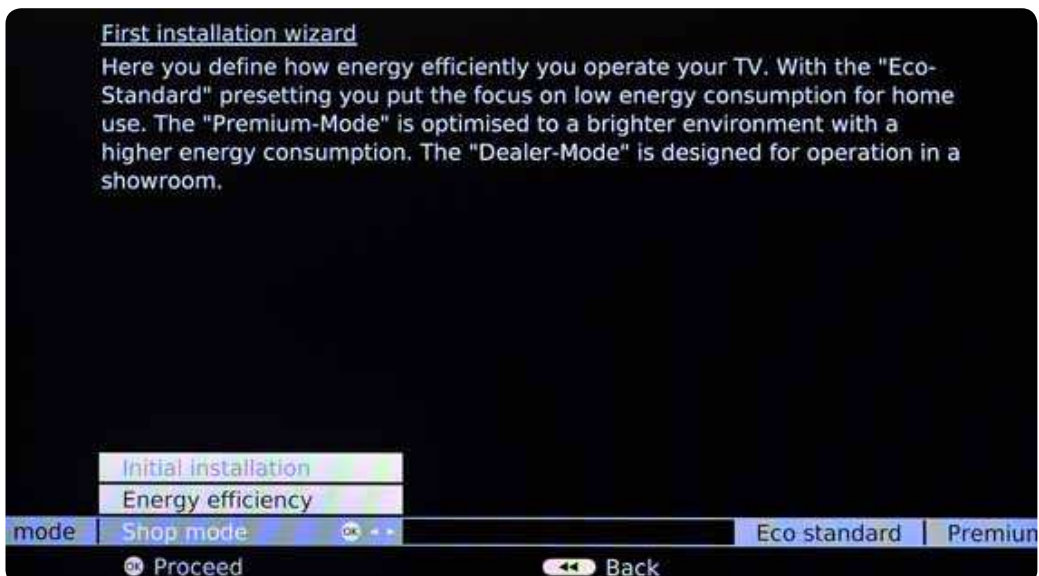 First installation wizard
Here you define how energy efficiently you operate your TV. With the "Eco-
Standard" presetting you put the focus on low energy consumption for home
use. The "Premium-Mode" is optimised to a brighter environment with a
higher energy consumption. The "Dealer-Mode" is designed for operation in a
showroom.
Initial installation
Energy efficiency
mode Shop mode OK Eco standard Premium
OK Proceed Back